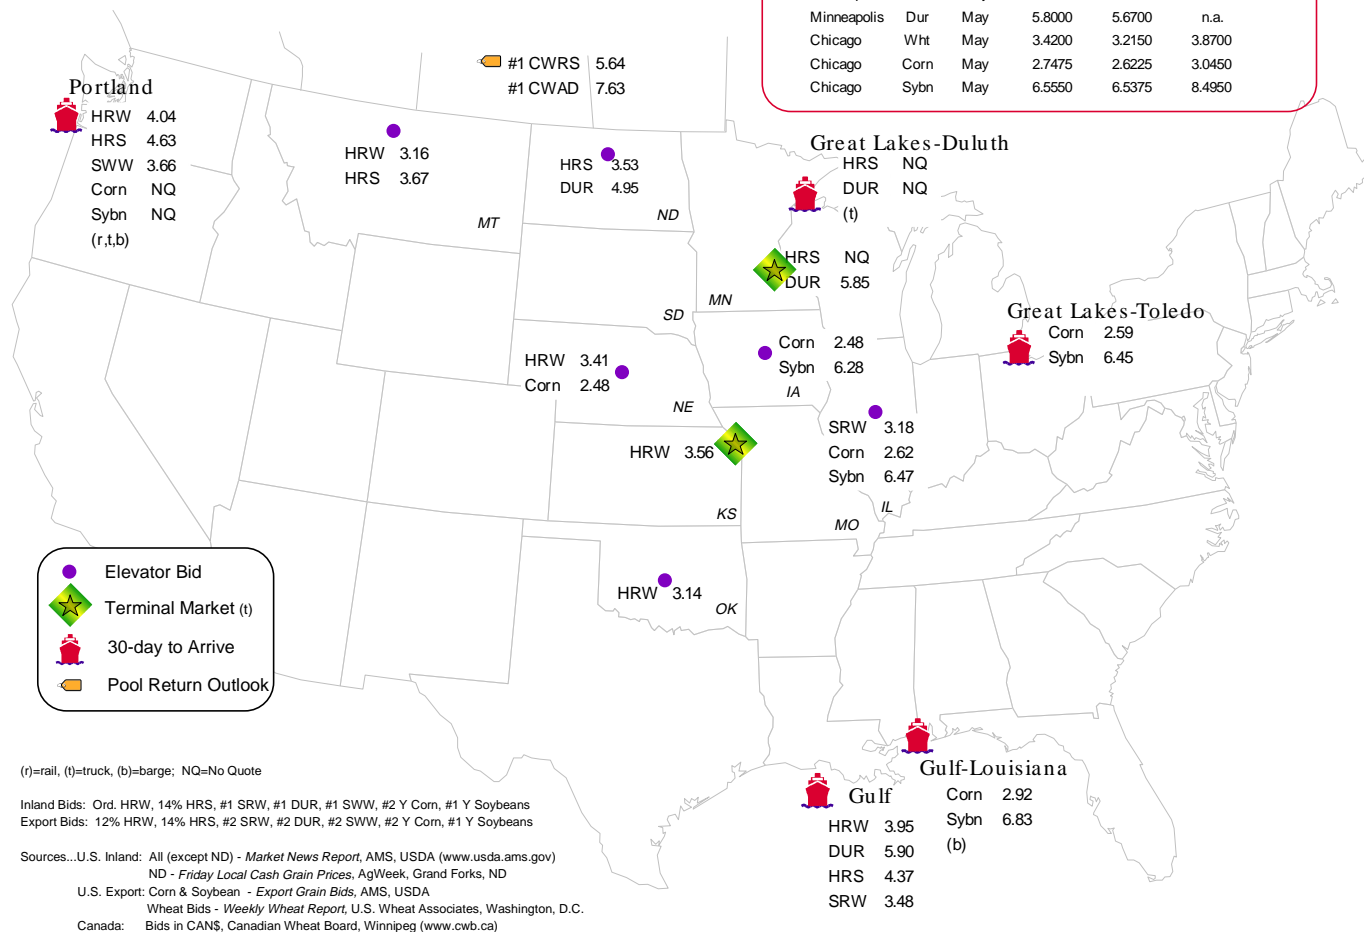 Minneapolis Dur May 5.8000 5.6700 n.a.
Chicago Wht May 3.4200 3.2150 3.8700
Chicago Corn May 2.7475 2.6225 3.0450
Chicago Sybn May 6.5550 6.5375 8.4950
#1 CWRS 5.64
#1 CWAD 7.63
Portland
HRW 4.04
HRS 4.63
SWW 3.66
Corn NQ
Sybn NQ
(r,t,b)
HRW 3.16
HRS 3.67
MT
HRS 3.53
DUR 4.95
ND
Great Lakes-Duluth
HRS NQ
DUR NQ
(t)
HRS NQ
DUR 5.85
MN
SD
Great Lakes-Toledo
Corn 2.59
Sybn 6.45
HRW 3.41
Corn 2.48
NE
Corn 2.48
Sybn 6.28
IA
SRW 3.18
Corn 2.62
Sybn 6.47
IL
HRW 3.56
KS
MO
HRW 3.14
OK
Elevator Bid
Terminal Market (t)
30-day to Arrive
Pool Return Outlook
Gulf-Louisiana
Corn 2.92
Sybn 6.83
(b)
Gulf
HRW 3.95
DUR 5.90
HRS 4.37
SRW 3.48
(r)=rail, (t)=truck, (b)=barge; NQ=No Quote
Inland Bids: Ord. HRW, 14% HRS, #1 SRW, #1 DUR, #1 SWW, #2 Y Corn, #1 Y Soybeans
Export Bids: 12% HRW, 14% HRS, #2 SRW, #2 DUR, #2 SWW, #2 Y Corn, #1 Y Soybeans
Sources...U.S. Inland: All (except ND) - Market News Report, AMS, USDA (www.usda.ams.gov)
ND - Friday Local Cash Grain Prices, AgWeek, Grand Forks, ND
U.S. Export: Corn & Soybean - Export Grain Bids, AMS, USDA
Wheat Bids - Weekly Wheat Report, U.S. Wheat Associates, Washington, D.C.
Canada: Bids in CAN$, Canadian Wheat Board, Winnipeg (www.cwb.ca)